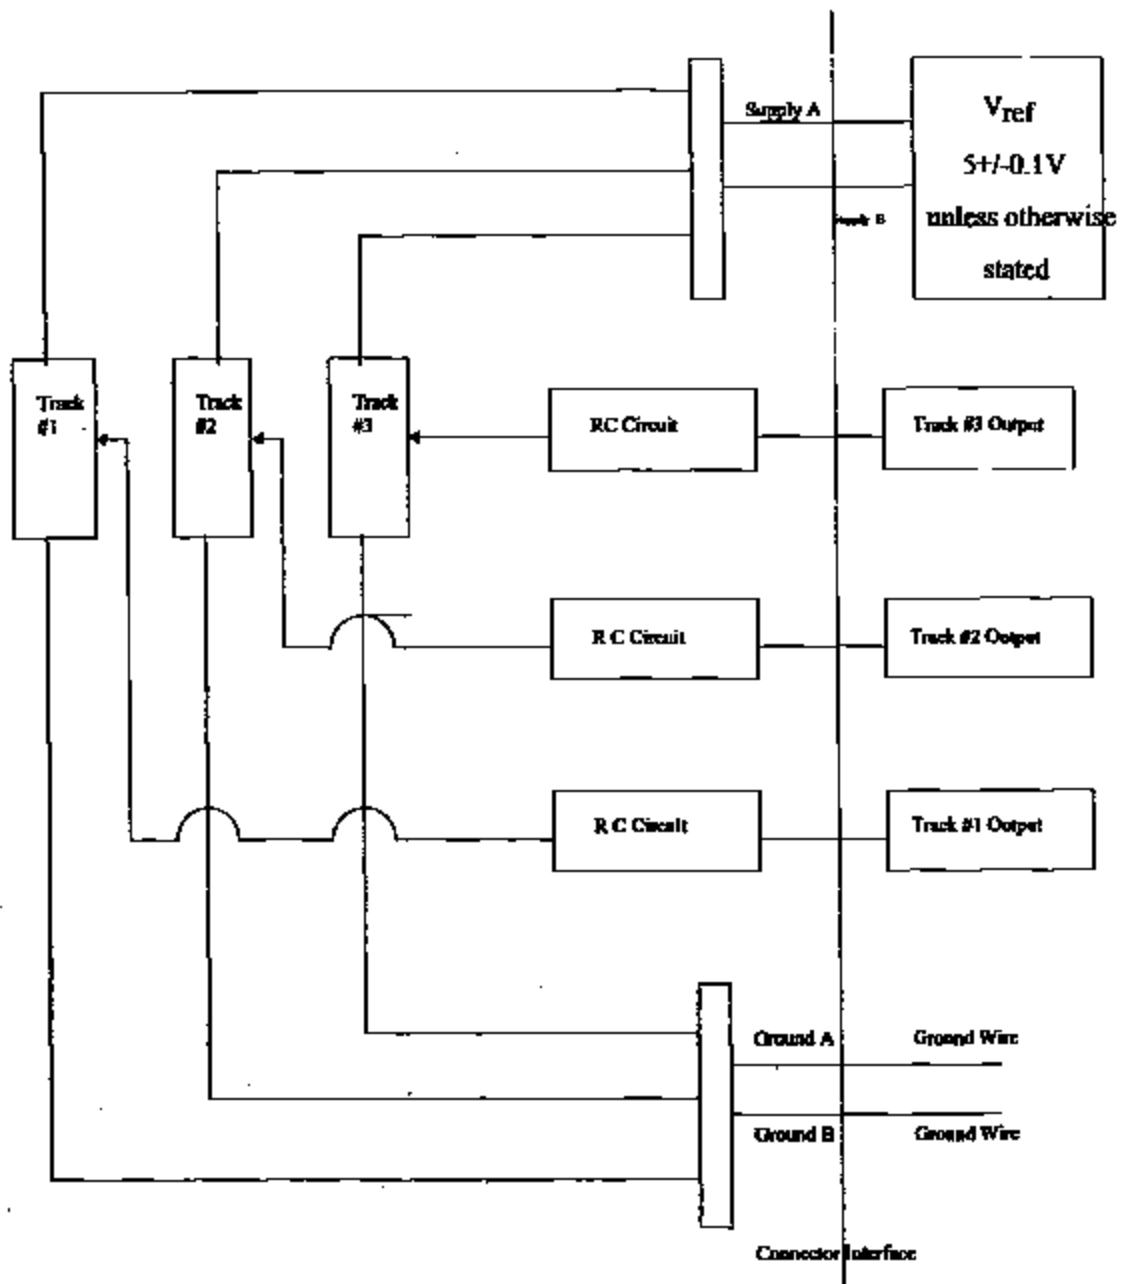 Supply A
Vref
5+/-0.1V
unless otherwise
stated
Supply B
Track
#1
Track
#2
Track
#3
RC Circuit
Track #3 Output
R C Circuit
Track #2 Output
R C Circuit
Track #1 Output
Ground A
Ground Wire
Ground B
Ground Wire
Connector Interface